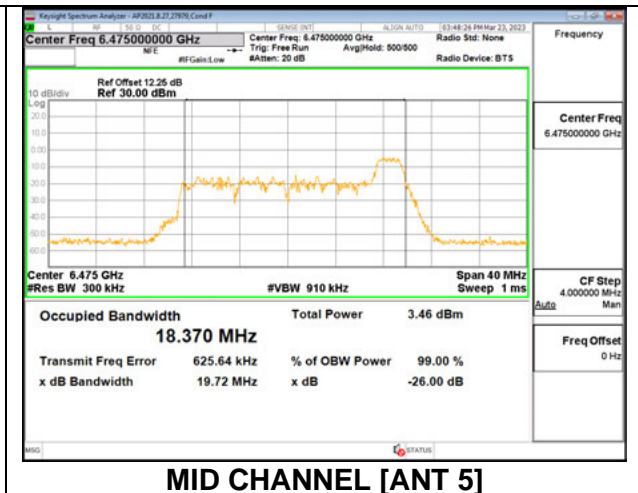 Keysight Spectrum Analyzer - AP2021.8.27,27979,Cond F
L RF 50 Ω DC SENSE:INT ALIGN AUTO 03:48:26 PM Mar 23, 2023
Center Freq 6.475000000 GHz Center Freq: 6.475000000 GHz Radio Std: None Frequency
NFE Trig: Free Run Avg|Hold: 500/500
#IFGain:Low #Atten: 20 dB Radio Device: BTS
Ref Offset 12.25 dB
10 dB/div Ref 30.00 dBm
Log
20.0
10.0
0.00
-10.0
-20.0
-30.0
-40.0
-50.0
-60.0
Center Freq
6.475000000 GHz
Center 6.475 GHz Span 40 MHz
#Res BW 300 kHz #VBW 910 kHz Sweep 1 ms
CF Step
4.000000 MHz
Auto Man
Occupied Bandwidth Total Power 3.46 dBm
18.370 MHz
Freq Offset
0 Hz
Transmit Freq Error 625.64 kHz % of OBW Power 99.00 %
x dB Bandwidth 19.72 MHz x dB -26.00 dB
MSG STATUS
MID CHANNEL [ANT 5]